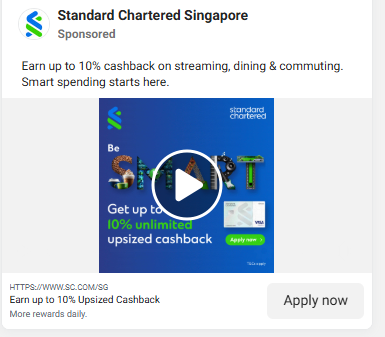 Standard Chartered Singapore
Sponsored
Earn up to 10% cashback on streaming, dining & commuting.
Smart spending starts here.
standard
chartered
Be
SMART
Get up to
10% unlimited
upsized cashback
VISA
Apply now
T&Cs apply
HTTPS://WWW.SC.COM/SG
Earn up to 10% Upsized Cashback
More rewards daily.
Apply now